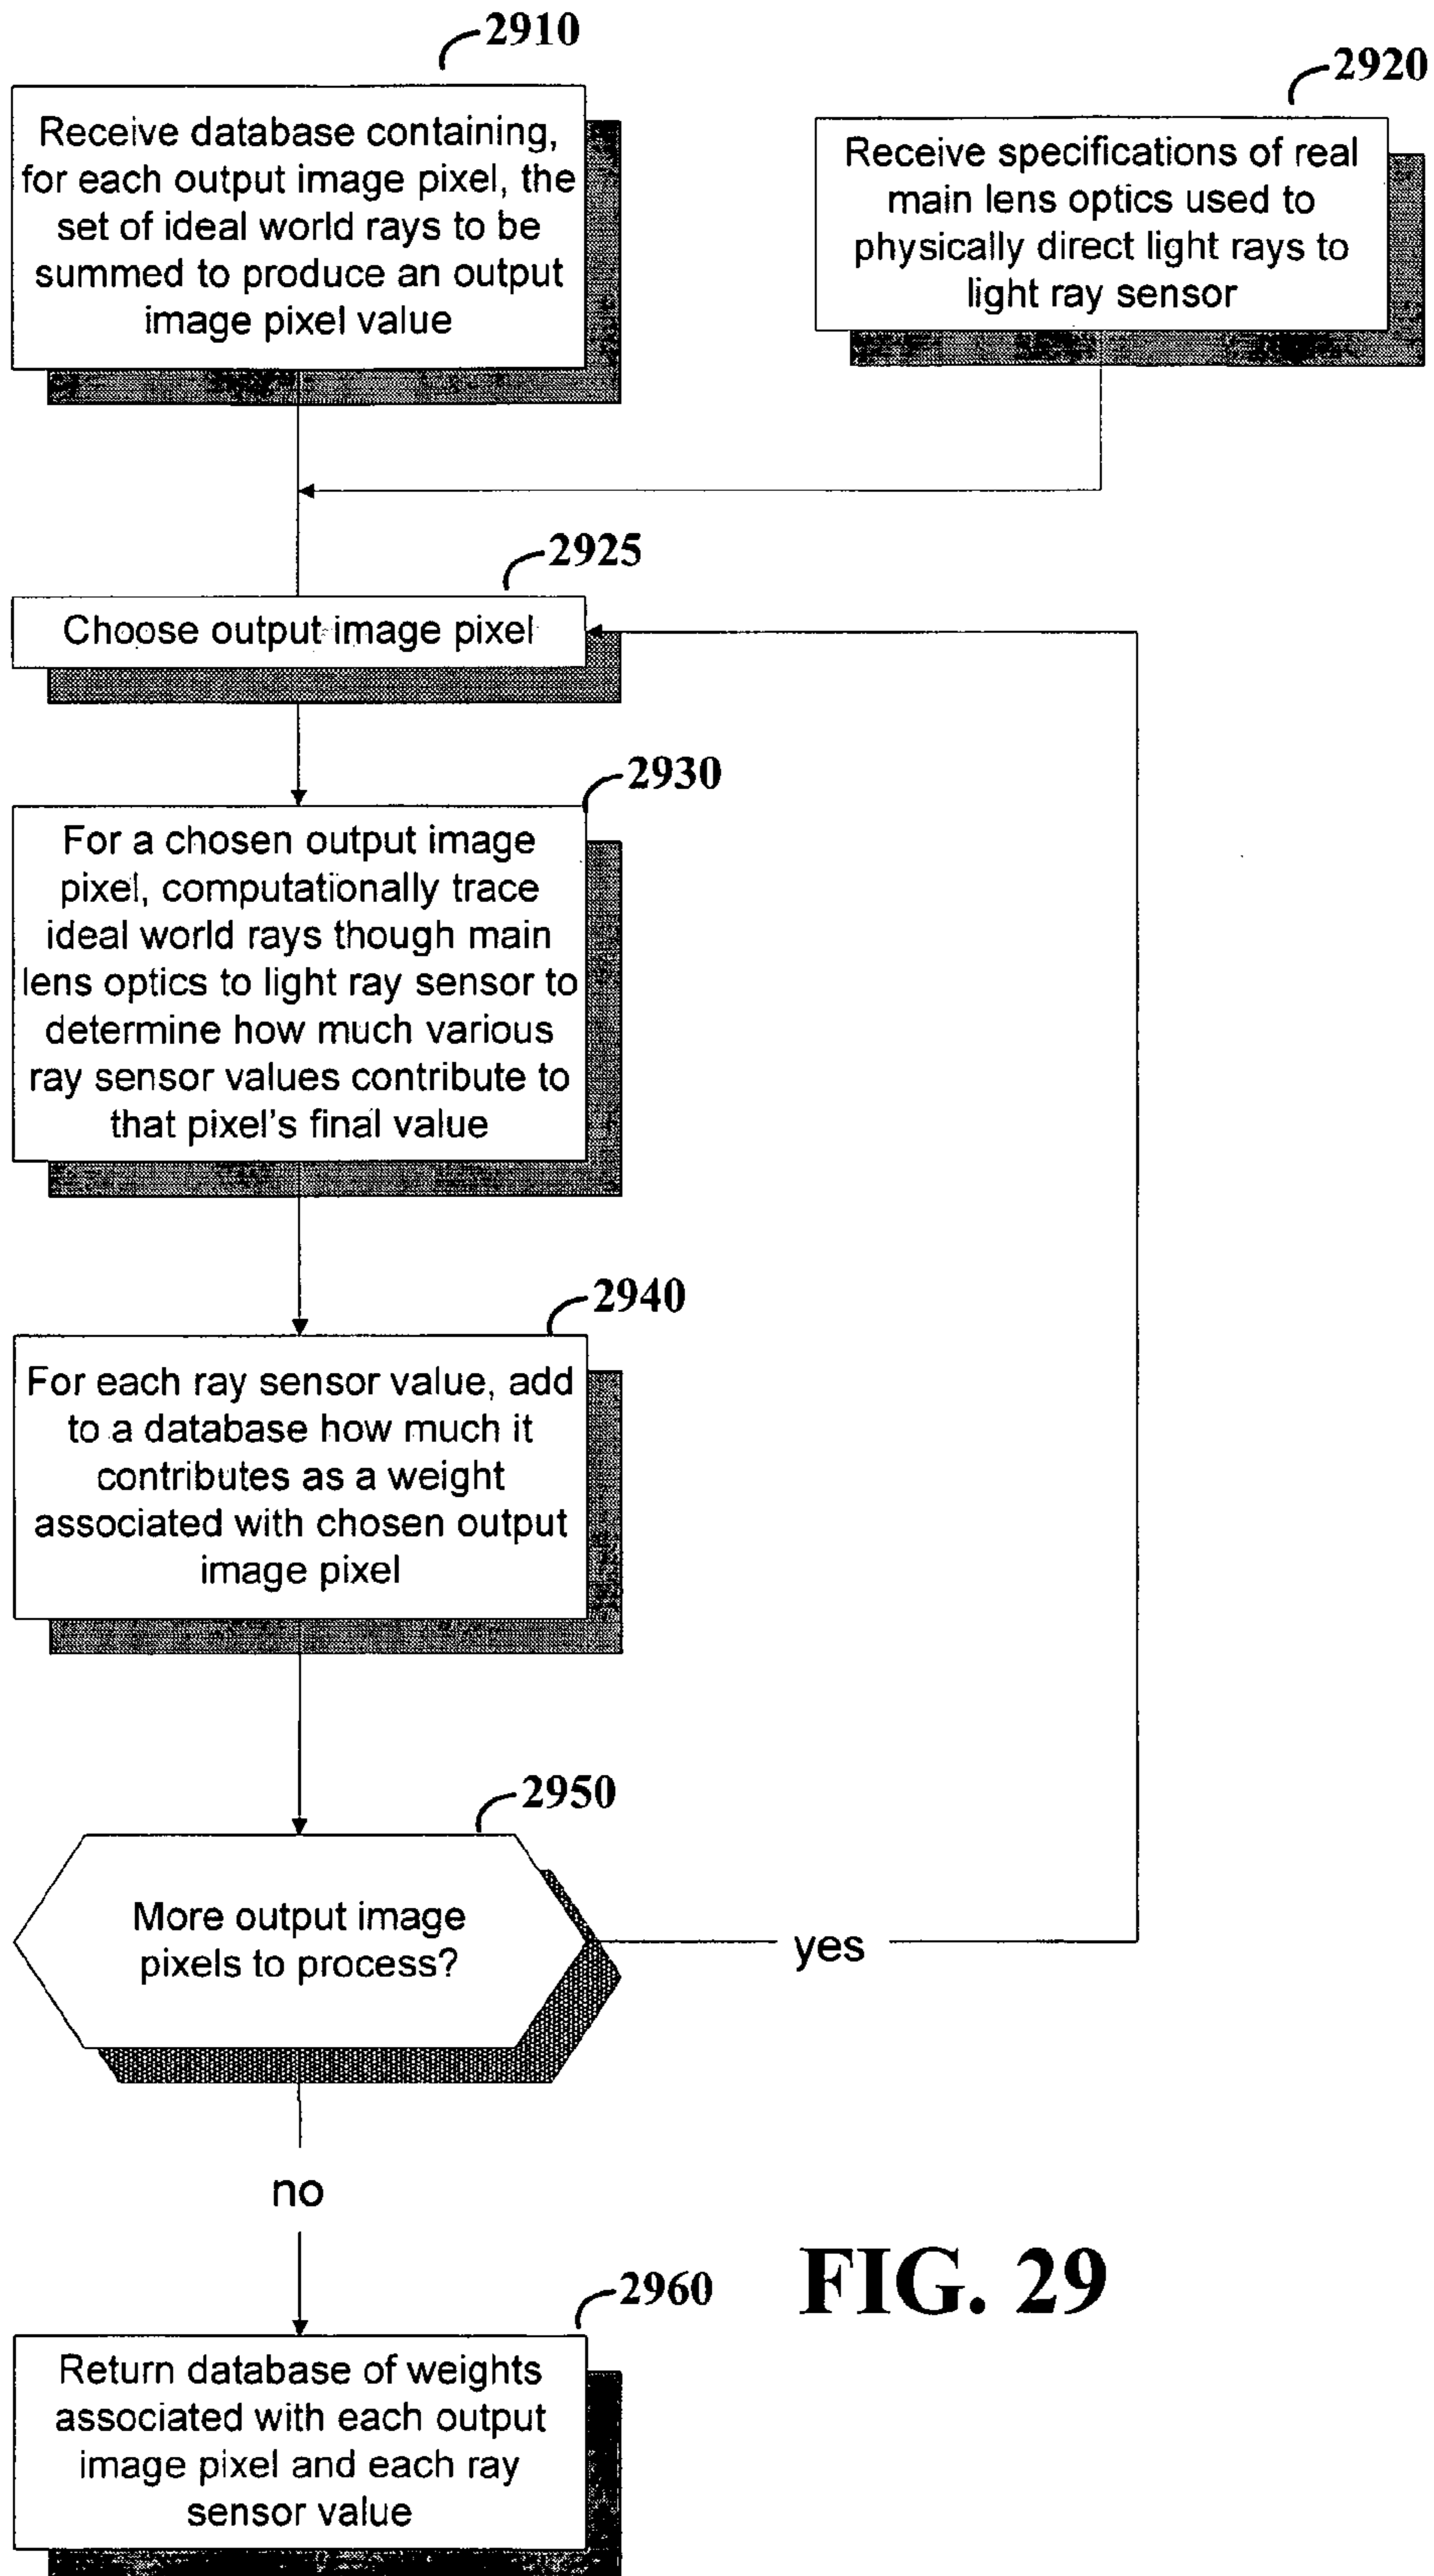 2910
Receive database containing,
for each output image pixel, the
set of ideal world rays to be
summed to produce an output
image pixel value
2920
Receive specifications of real
main lens optics used to
physically direct light rays to
light ray sensor
2925
Choose output image pixel
2930
For a chosen output image
pixel, computationally trace
ideal world rays though main
lens optics to light ray sensor to
determine how much various
ray sensor values contribute to
that pixel's final value
2940
For each ray sensor value, add
to a database how much it
contributes as a weight
associated with chosen output
image pixel
2950
More output image
pixels to process?
yes
no
FIG. 29
2960
Return database of weights
associated with each output
image pixel and each ray
sensor value